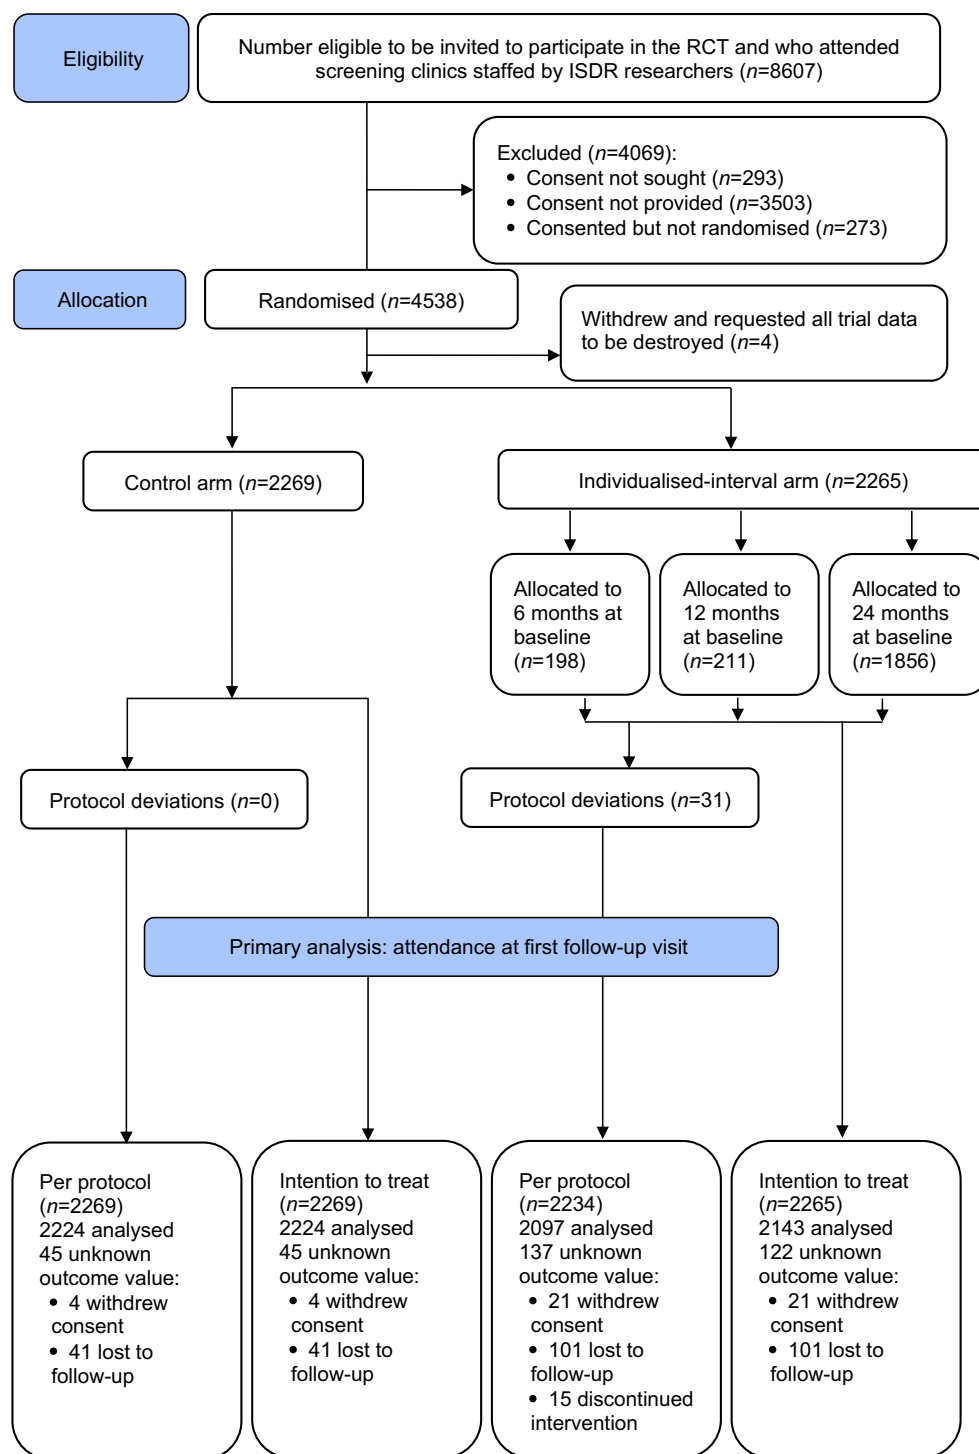 Eligibility
Number eligible to be invited to participate in the RCT and who attended
screening clinics staffed by ISDR researchers (n=8607)
Excluded (n=4069):
• Consent not sought (n=293)
• Consent not provided (n=3503)
• Consented but not randomised (n=273)
Allocation
Randomised (n=4538)
Withdrew and requested all trial data
to be destroyed (n=4)
Control arm (n=2269)
Individualised-interval arm (n=2265)
Allocated to
6 months at
baseline
(n=198)
Allocated to
12 months
at baseline
(n=211)
Allocated to
24 months
at baseline
(n=1856)
Protocol deviations (n=0)
Protocol deviations (n=31)
Primary analysis: attendance at first follow-up visit
Per protocol
(n=2269)
2224 analysed
45 unknown
outcome value:
• 4 withdrew
consent
• 41 lost to
follow-up
Intention to treat
(n=2269)
2224 analysed
45 unknown
outcome value:
• 4 withdrew
consent
• 41 lost to
follow-up
Per protocol
(n=2234)
2097 analysed
137 unknown
outcome value:
• 21 withdrew
consent
• 101 lost to
follow-up
• 15 discontinued
intervention
Intention to treat
(n=2265)
2143 analysed
122 unknown
outcome value:
• 21 withdrew
consent
• 101 lost to
follow-up